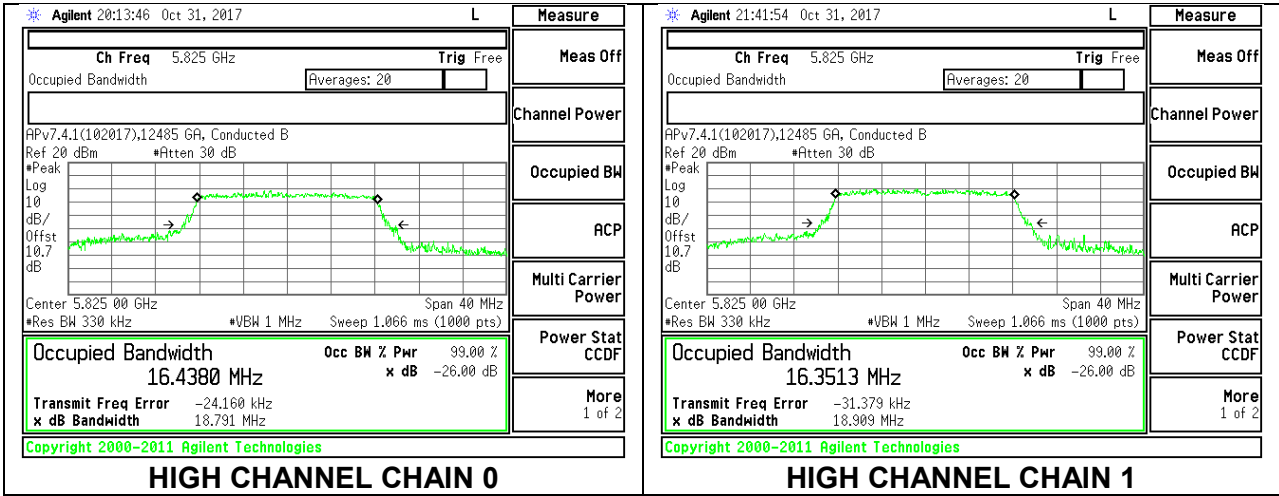 Agilent 20:13:46 Oct 31, 2017 L
Measure
Ch Freq 5.825 GHz Trig Free
Occupied Bandwidth Averages: 20
APv7.4.1(102017),12485 GA, Conducted B
Ref 20 dBm #Atten 30 dB
#Peak
Log
10
dB/
Offst
10.7
dB
Center 5.825 00 GHz Span 40 MHz
#Res BW 330 kHz #VBW 1 MHz Sweep 1.066 ms (1000 pts)
Occupied Bandwidth Occ BW % Pwr 99.00 %
16.4380 MHz x dB -26.00 dB
Transmit Freq Error -24.160 kHz
x dB Bandwidth 18.791 MHz
Copyright 2000-2011 Agilent Technologies
Meas Off
Channel Power
Occupied BW
ACP
Multi Carrier
Power
Power Stat
CCDF
More
1 of 2
HIGH CHANNEL CHAIN 0
Agilent 21:41:54 Oct 31, 2017 L
Measure
Ch Freq 5.825 GHz Trig Free
Occupied Bandwidth Averages: 20
APv7.4.1(102017),12485 GA, Conducted B
Ref 20 dBm #Atten 30 dB
#Peak
Log
10
dB/
Offst
10.7
dB
Center 5.825 00 GHz Span 40 MHz
#Res BW 330 kHz #VBW 1 MHz Sweep 1.066 ms (1000 pts)
Occupied Bandwidth Occ BW % Pwr 99.00 %
16.3513 MHz x dB -26.00 dB
Transmit Freq Error -31.379 kHz
x dB Bandwidth 18.909 MHz
Copyright 2000-2011 Agilent Technologies
Meas Off
Channel Power
Occupied BW
ACP
Multi Carrier
Power
Power Stat
CCDF
More
1 of 2
HIGH CHANNEL CHAIN 1